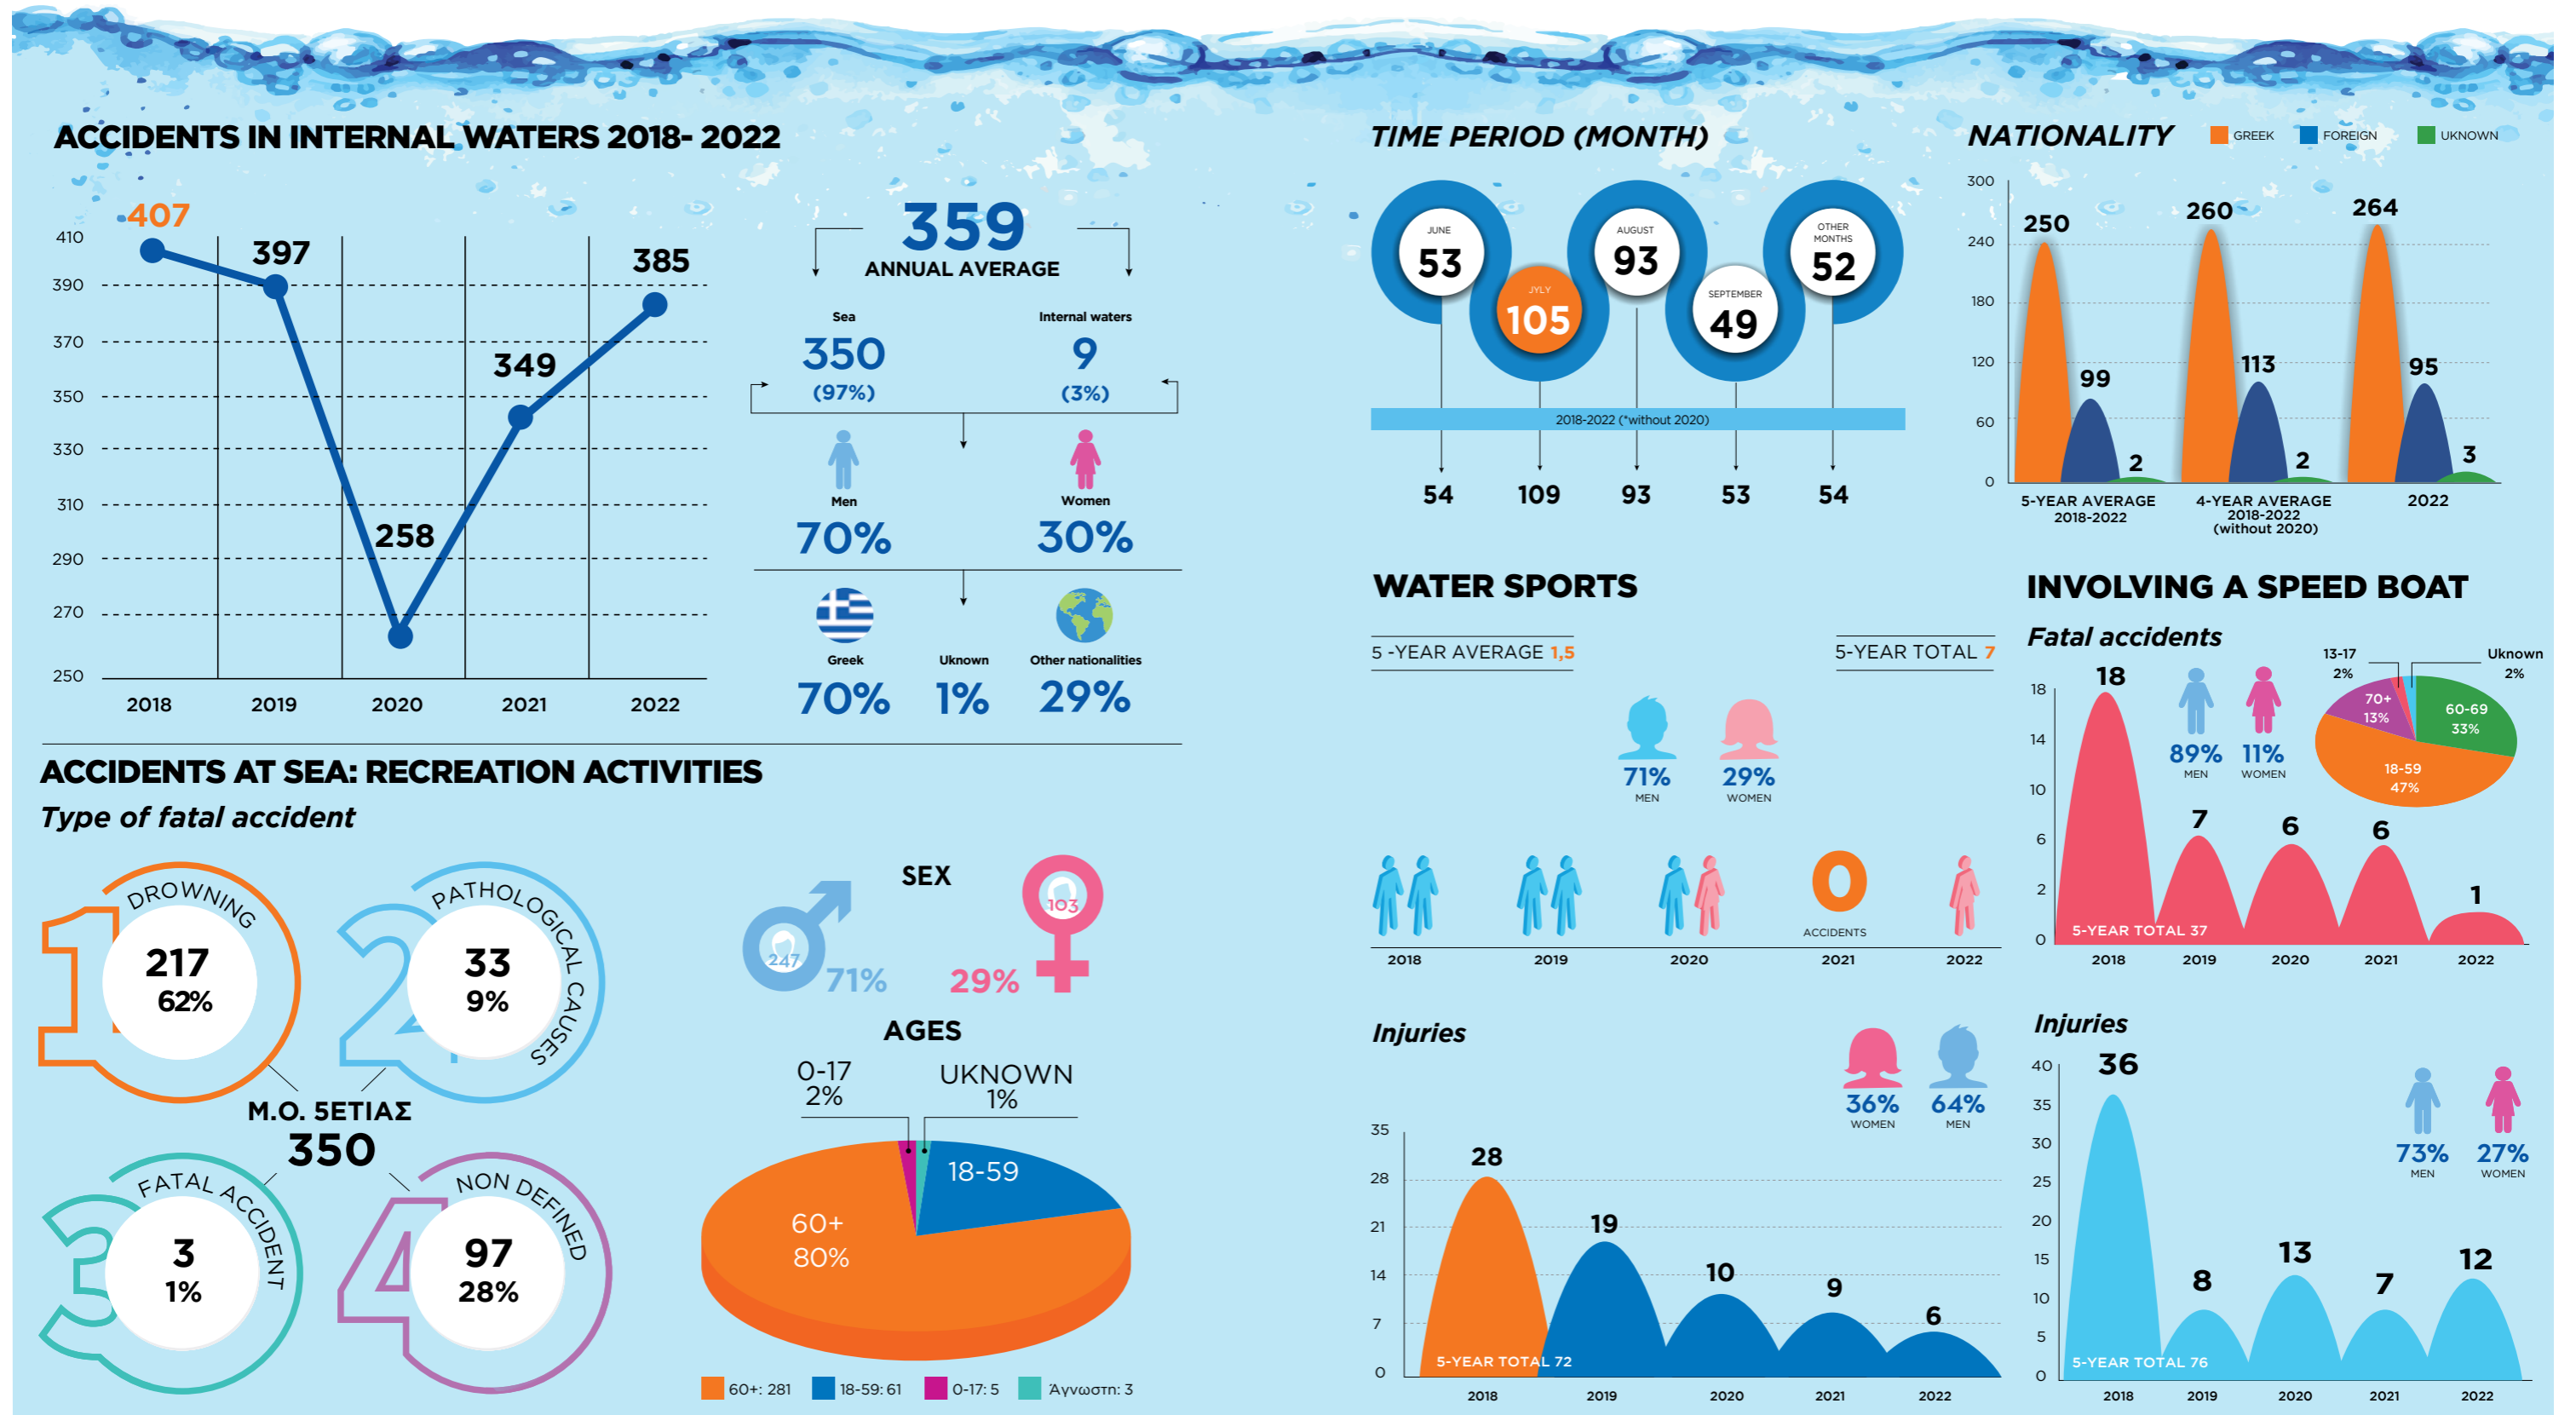 ACCIDENTS IN INTERNAL WATERS 2018- 2022
407
397
258
349
385
410
390
370
350
330
310
290
270
250
2018
2019
2020
2021
2022
359
ANNUAL AVERAGE
Sea
Internal waters
350
9
(97%)
(3%)
Men
Women
70%
30%
Greek
Uknown
Other nationalities
70%
1%
29%
ACCIDENTS AT SEA: RECREATION ACTIVITIES
Type of fatal accident
1
DROWNING
217
62%
2
PATHOLOGICAL CAUSES
33
9%
Μ.Ο. 5ΕΤΙΑΣ
350
3
FATAL ACCIDENT
3
1%
4
NON DEFINED
97
28%
SEX
247
71%
103
29%
AGES
0-17
2%
UKNOWN
1%
18-59
60+
80%
60+: 281
18-59: 61
0-17: 5
Άγνωστη: 3
TIME PERIOD (MONTH)
JUNE
53
JYLY
105
AUGUST
93
SEPTEMBER
49
OTHER
MONTHS
52
2018-2022 (*without 2020)
54
109
93
53
54
NATIONALITY
GREEK
FOREIGN
UKNOWN
300
240
180
120
60
0
250
99
2
260
113
2
264
95
3
5-YEAR AVERAGE
2018-2022
4-YEAR AVERAGE
2018-2022
(without 2020)
2022
WATER SPORTS
5 -YEAR AVERAGE 1,5
5-YEAR TOTAL 7
71%
MEN
29%
WOMEN
0
ACCIDENTS
2018
2019
2020
2021
2022
Injuries
36%
WOMEN
64%
MEN
35
28
21
14
7
0
28
19
10
9
6
5-YEAR TOTAL 72
2018
2019
2020
2021
2022
INVOLVING A SPEED BOAT
Fatal accidents
18
14
10
6
2
0
18
7
6
6
1
89%
MEN
11%
WOMEN
13-17
2%
Uknown
2%
70+
13%
60-69
33%
18-59
47%
5-YEAR TOTAL 37
2018
2019
2020
2021
2022
Injuries
40
35
30
25
20
15
10
5
0
36
8
13
7
12
73%
MEN
27%
WOMEN
5-YEAR TOTAL 76
2018
2019
2020
2021
2022